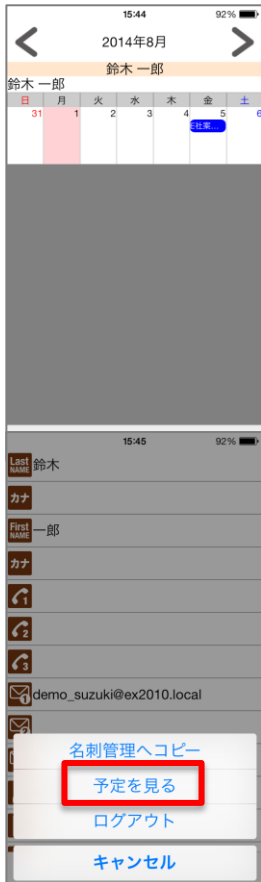 15:44 92%
2014年8月
鈴木 一郎
鈴木 一郎
日 月 火 水 木 金 土
31 1 2 3 4 5 6
E社案...
15:45 92%
Last NAME 鈴木
カナ
First NAME 一郎
カナ
1
2
3
1 demo_suzuki@ex2010.local
名刺管理へコピー
予定を見る
ログアウト
キャンセル